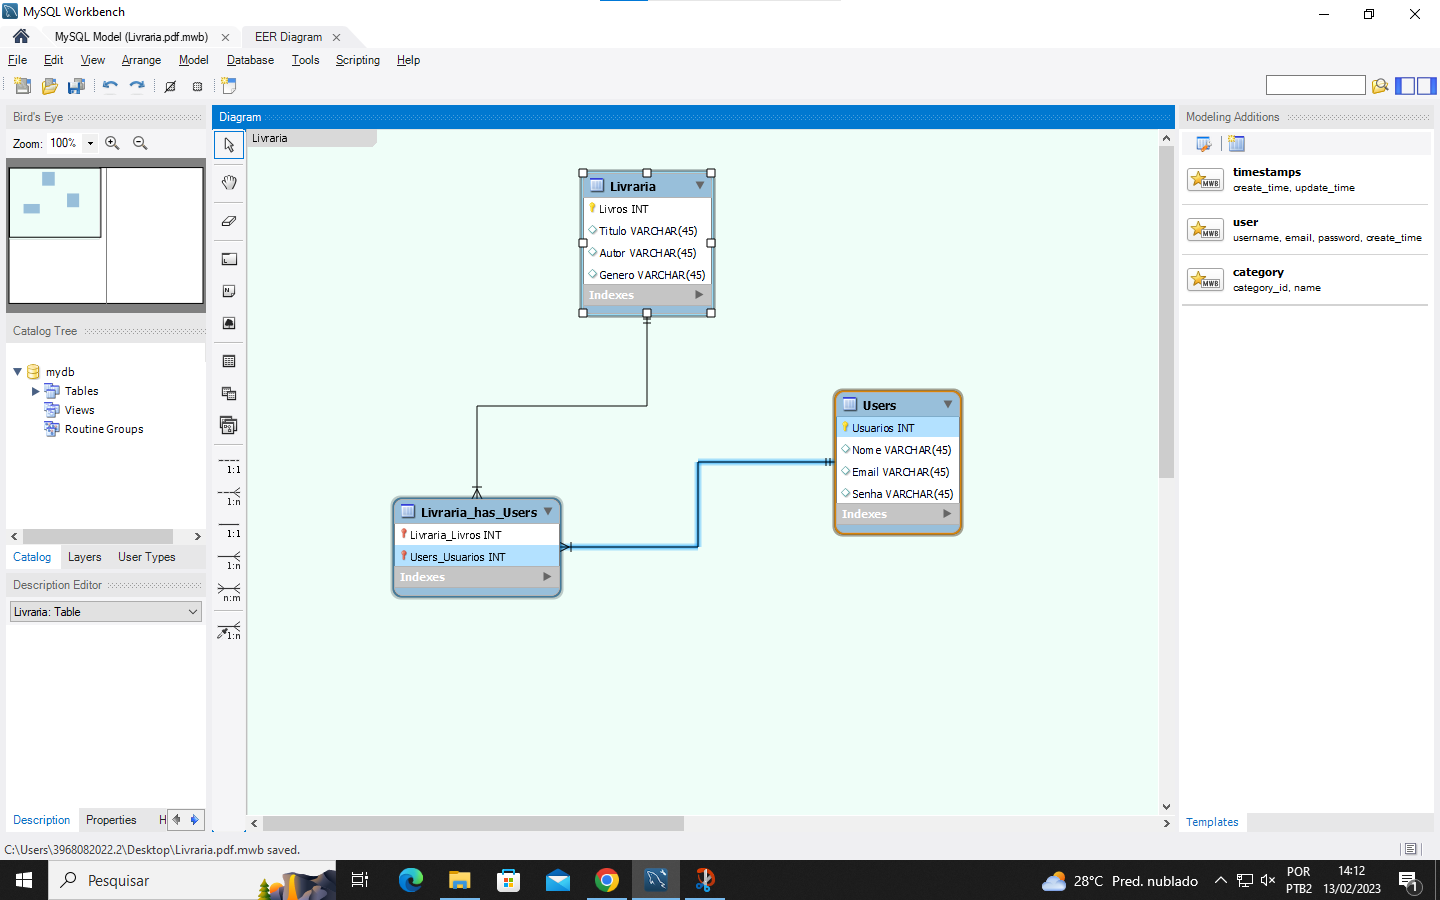 MySQL Workbench
MySQL Model (Livraria.pdf.mwb)
EER Diagram
File Edit View Arrange Model Database Tools Scripting Help
Bird's Eye
Zoom: 100%
Catalog Tree
mydb
Tables
Views
Routine Groups
Catalog Layers User Types
Description Editor
Livraria: Table
Description Properties H
Diagram
1:1
1:n
1:1
1:n
n:m
1:n
Livraria
Livraria
Livros INT
Titulo VARCHAR(45)
Autor VARCHAR(45)
Genero VARCHAR(45)
Indexes
Users
Usuarios INT
Nome VARCHAR(45)
Email VARCHAR(45)
Senha VARCHAR(45)
Indexes
Livraria_has_Users
Livraria_Livros INT
Users_Usuarios INT
Indexes
Modeling Additions
MWB
timestamps
create_time, update_time
MWB
user
username, email, password, create_time
MWB
category
category_id, name
Templates
C:\Users\3968082022.2\Desktop\Livraria.pdf.mwb saved.
Pesquisar
28°C Pred. nublado
POR
PTB2
14:12
13/02/2023
1